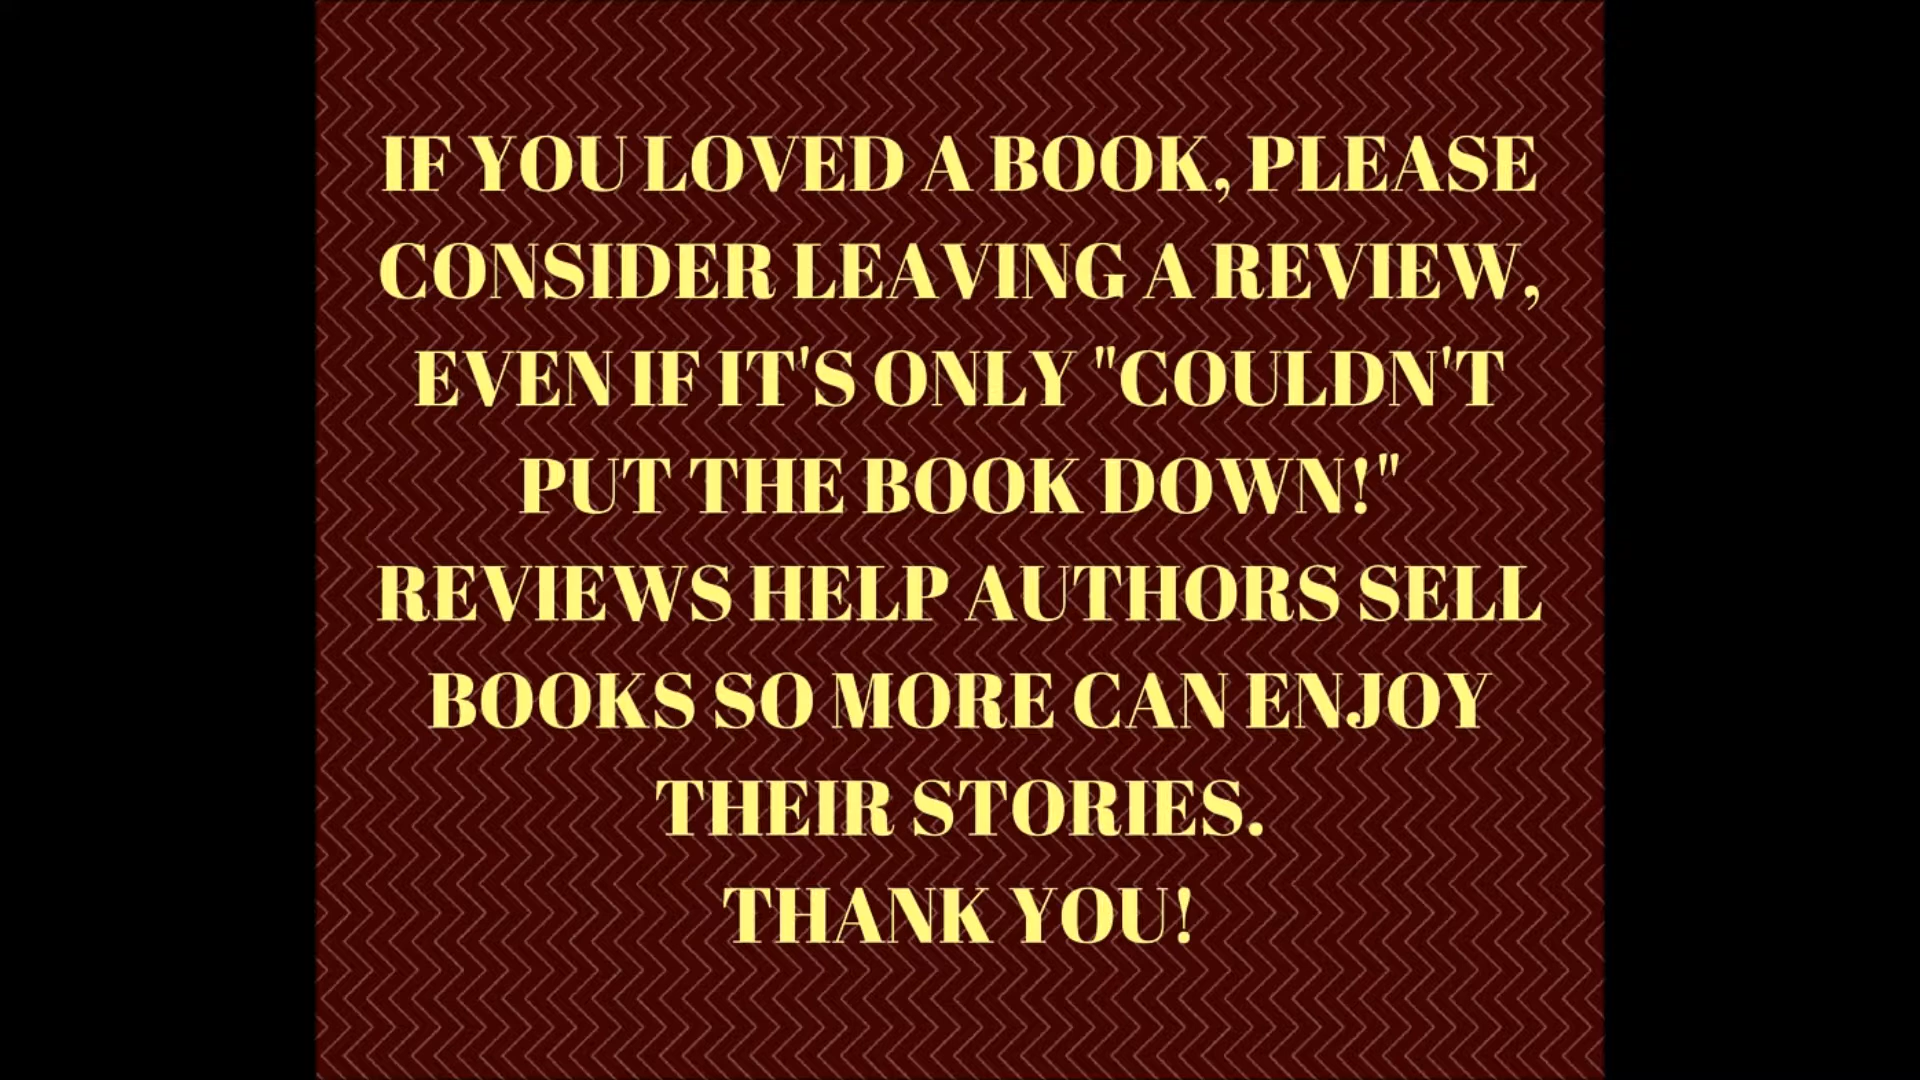 IF YOU LOVED A BOOK, PLEASE
CONSIDER LEAVING A REVIEW,
EVEN IF IT'S ONLY "COULDN'T
PUT THE BOOK DOWN!"
REVIEWS HELP AUTHORS SELL
BOOKS SO MORE CAN ENJOY
THEIR STORIES.
THANK YOU!